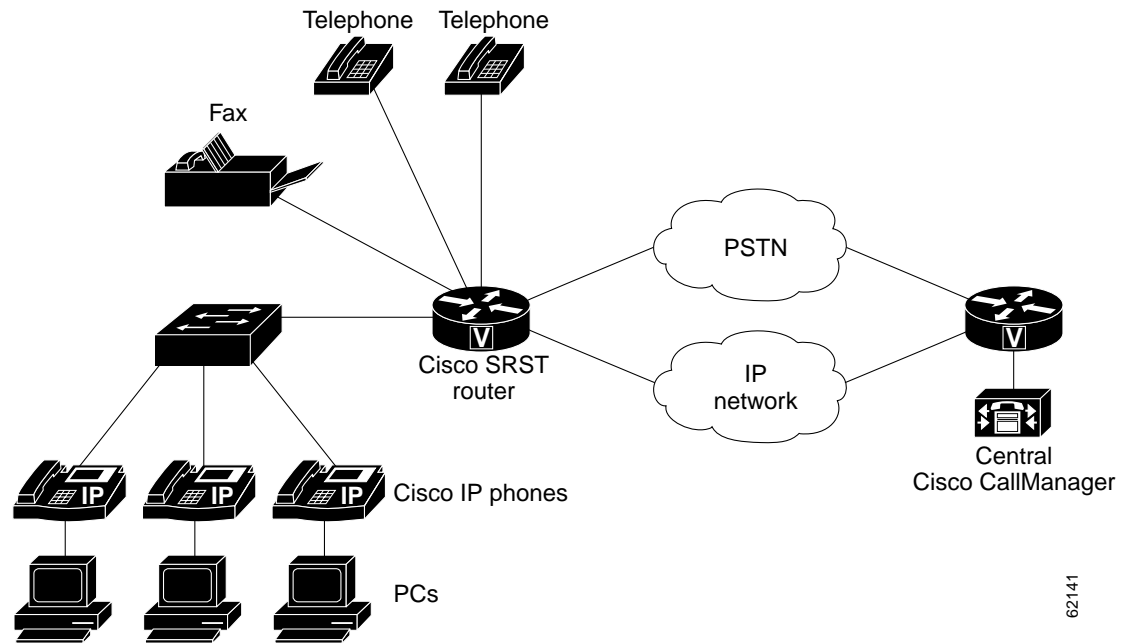 Telephone
Telephone
Fax
PSTN
V
Cisco SRST
router
V
IP
network
Central
Cisco CallManager
IP
IP
IP
Cisco IP phones
PCs
62141